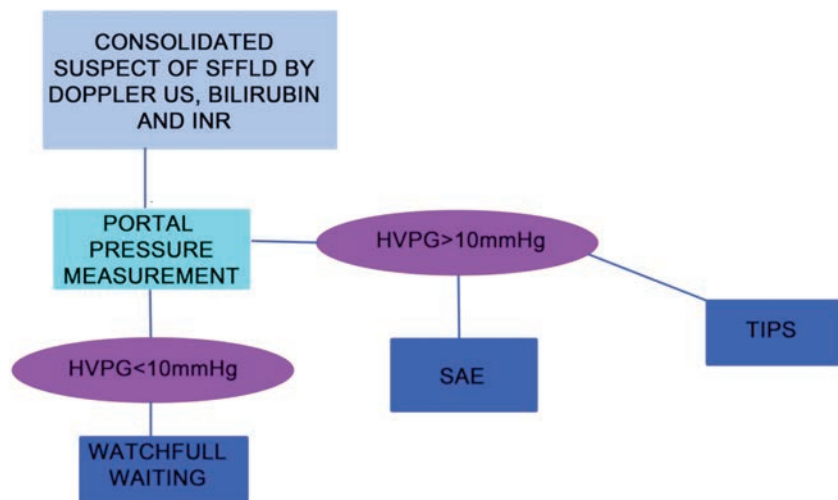 CONSOLIDATED
SUSPECT OF SFFLD BY
DOPPLER US, BILIRUBIN
AND INR
PORTAL
PRESSURE
MEASUREMENT
HVPG>10mmHg
TIPS
SAE
HVPG<10mmHg
WATCHFULL
WAITING